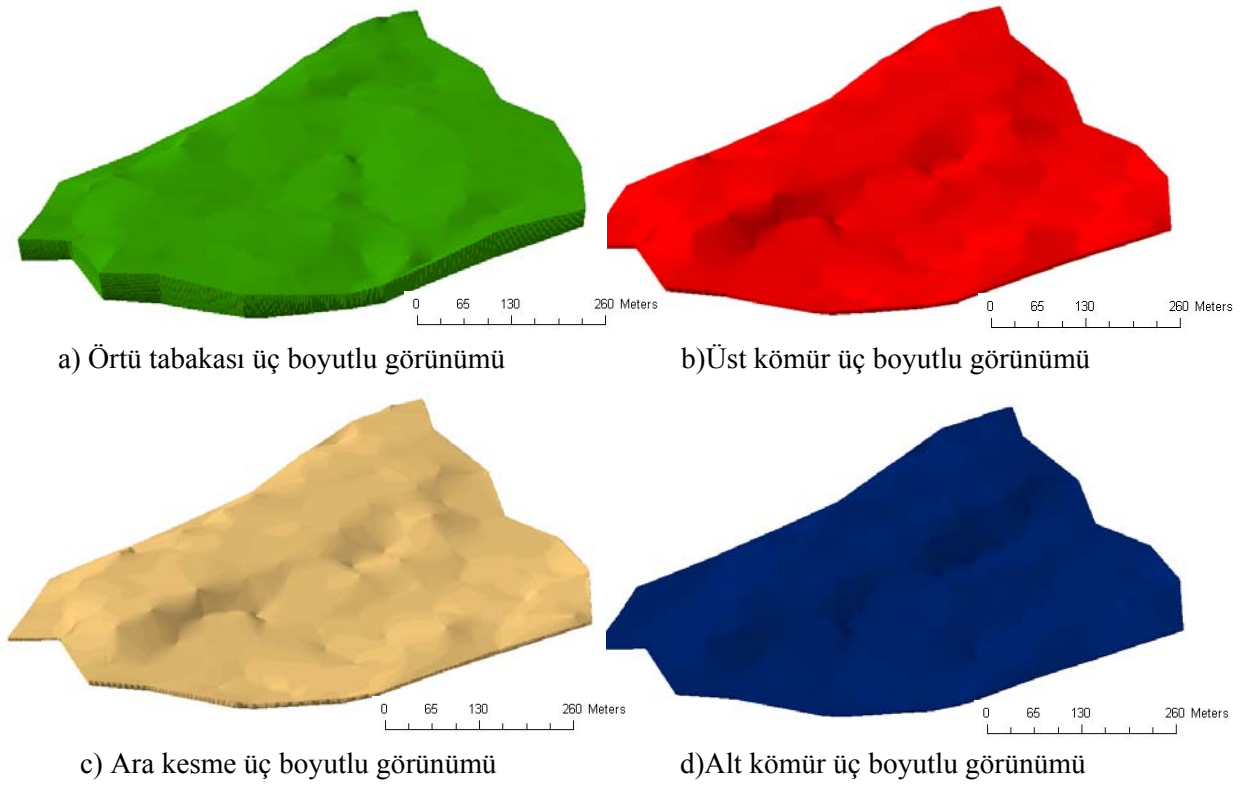 0 65 130 260 Meters
0 65 130 260 Meters
a) Örtü tabakası üç boyutlu görünümü
b)Üst kömür üç boyutlu görünümü
0 65 130 260 Meters
0 65 130 260 Meters
c) Ara kesme üç boyutlu görünümü
d)Alt kömür üç boyutlu görünümü